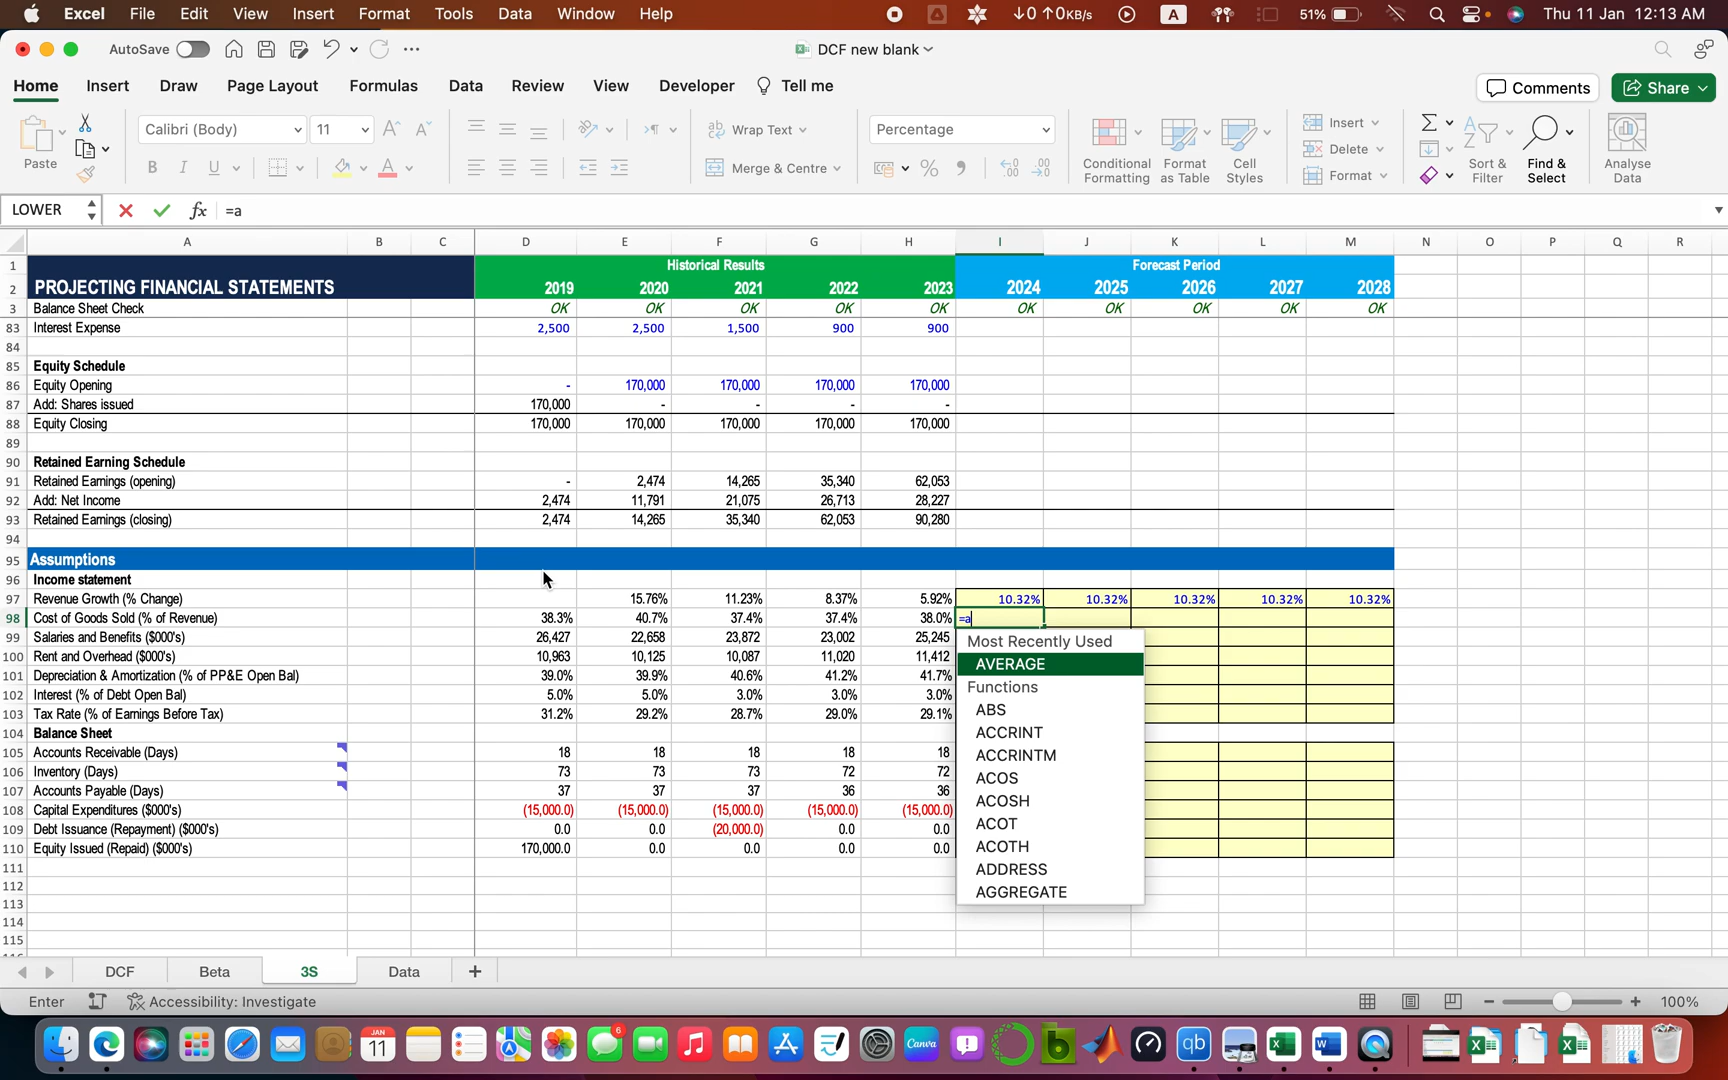 Excel File Edit View Insert Format Tools Data Window Help ↓0 ↑0KB/s A 51% Thu 11 Jan 12:13 AM
AutoSave DCF new blank
Home Insert Draw Page Layout Formulas Data Review View Developer Tell me Comments Share
Paste Calibri (Body) 11 A A B I U A ab Wrap Text Merge & Centre Percentage % Conditional Formatting Format as Table Cell Styles Insert Delete Format Sort & Filter Find & Select Analyse Data
LOWER fx =a
A B C D E F G H I J K L M N O P Q R
1 Historical Results Forecast Period
2 PROJECTING FINANCIAL STATEMENTS 2019 2020 2021 2022 2023 2024 2025 2026 2027 2028
3 Balance Sheet Check OK OK OK OK OK OK OK OK OK OK
83 Interest Expense 2,500 2,500 1,500 900 900
84
85 Equity Schedule
86 Equity Opening - 170,000 170,000 170,000 170,000
87 Add: Shares issued 170,000 - - - -
88 Equity Closing 170,000 170,000 170,000 170,000 170,000
89
90 Retained Earning Schedule
91 Retained Earnings (opening) - 2,474 14,265 35,340 62,053
92 Add: Net Income 2,474 11,791 21,075 26,713 28,227
93 Retained Earnings (closing) 2,474 14,265 35,340 62,053 90,280
94
95 Assumptions
96 Income statement
97 Revenue Growth (% Change) 15.76% 11.23% 8.37% 5.92% 10.32% 10.32% 10.32% 10.32% 10.32%
98 Cost of Goods Sold (% of Revenue) 38.3% 40.7% 37.4% 37.4% 38.0% =a
99 Salaries and Benefits ($000's) 26,427 22,658 23,872 23,002 25,245
100 Rent and Overhead ($000's) 10,963 10,125 10,087 11,020 11,412
101 Depreciation & Amortization (% of PP&E Open Bal) 39.0% 39.9% 40.6% 41.2% 41.7%
102 Interest (% of Debt Open Bal) 5.0% 5.0% 3.0% 3.0% 3.0%
103 Tax Rate (% of Earnings Before Tax) 31.2% 29.2% 28.7% 29.0% 29.1%
104 Balance Sheet
105 Accounts Receivable (Days) 18 18 18 18 18
106 Inventory (Days) 73 73 73 72 72
107 Accounts Payable (Days) 37 37 37 36 36
108 Capital Expenditures ($000's) (15,000.0) (15,000.0) (15,000.0) (15,000.0) (15,000.0)
109 Debt Issuance (Repayment) ($000's) 0.0 0.0 (20,000.0) 0.0 0.0
110 Equity Issued (Repaid) ($000's) 170,000.0 0.0 0.0 0.0 0.0
111
112
113
114
115
Most Recently Used
AVERAGE
Functions
ABS
ACCRINT
ACCRINTM
ACOS
ACOSH
ACOT
ACOTH
ADDRESS
AGGREGATE
DCF Beta 3S Data +
Enter Accessibility: Investigate 100%
JAN 11 6 Canva qb